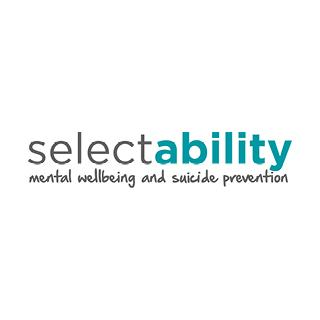 selectability
mental wellbeing and suicide prevention